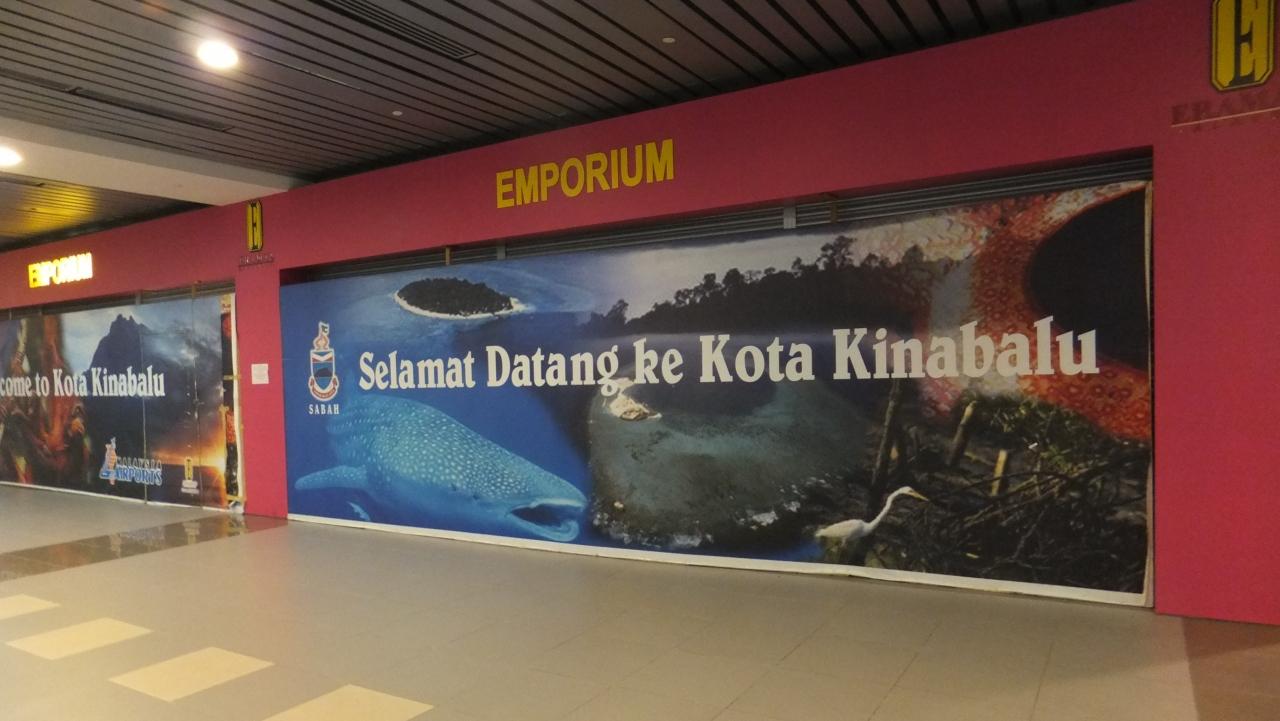 EMPORIUM
EMPORIUM
Selamat Datang ke Kota Kinabalu
SABAH
come to Kota Kinabalu
MALAYSIA
AIRPORTS